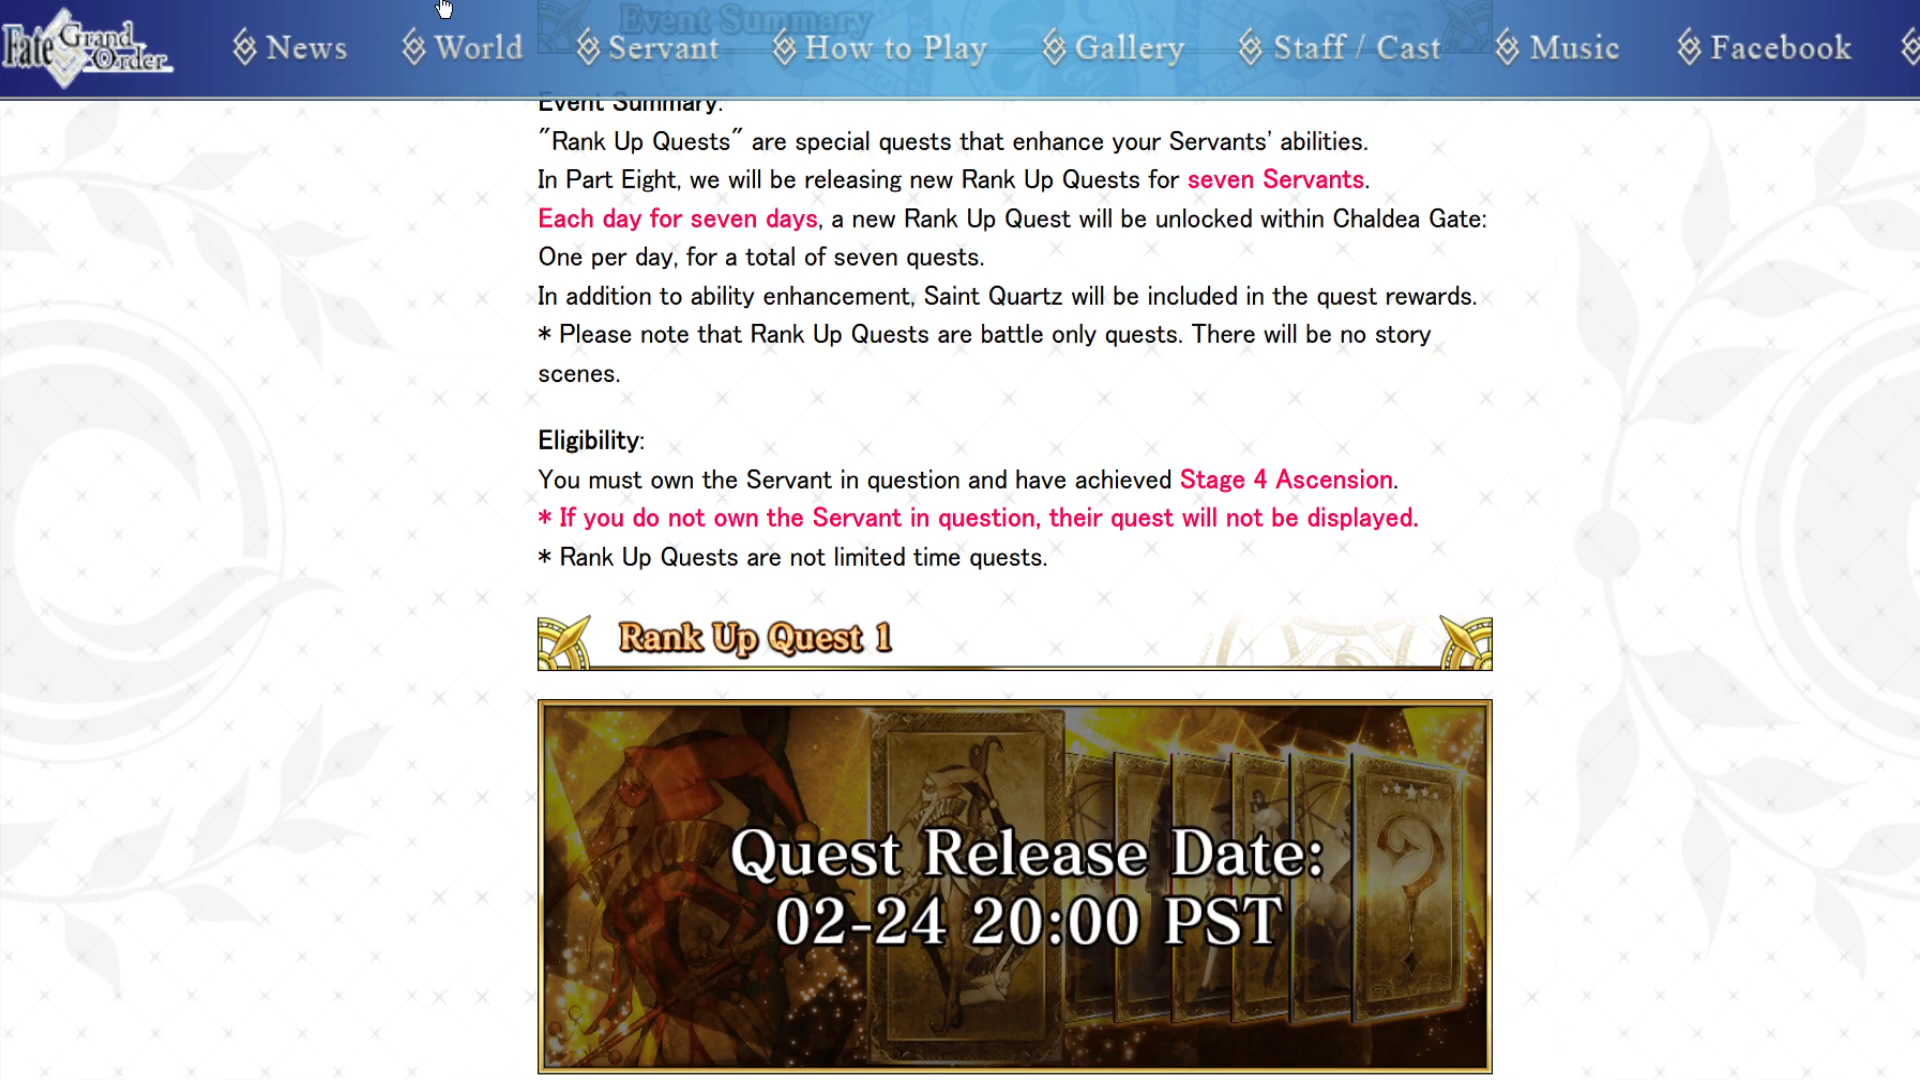 Event Summary
Fate Grand Order
News
World
Servant
How to Play
Gallery
Staff / Cast
Music
Facebook
Event Summary:
"Rank Up Quests" are special quests that enhance your Servants' abilities.
In Part Eight, we will be releasing new Rank Up Quests for seven Servants.
Each day for seven days, a new Rank Up Quest will be unlocked within Chaldea Gate:
One per day, for a total of seven quests.
In addition to ability enhancement, Saint Quartz will be included in the quest rewards.
* Please note that Rank Up Quests are battle only quests. There will be no story
scenes.
Eligibility:
You must own the Servant in question and have achieved Stage 4 Ascension.
* If you do not own the Servant in question, their quest will not be displayed.
* Rank Up Quests are not limited time quests.
Rank Up Quest 1
Quest Release Date:
02-24 20:00 PST